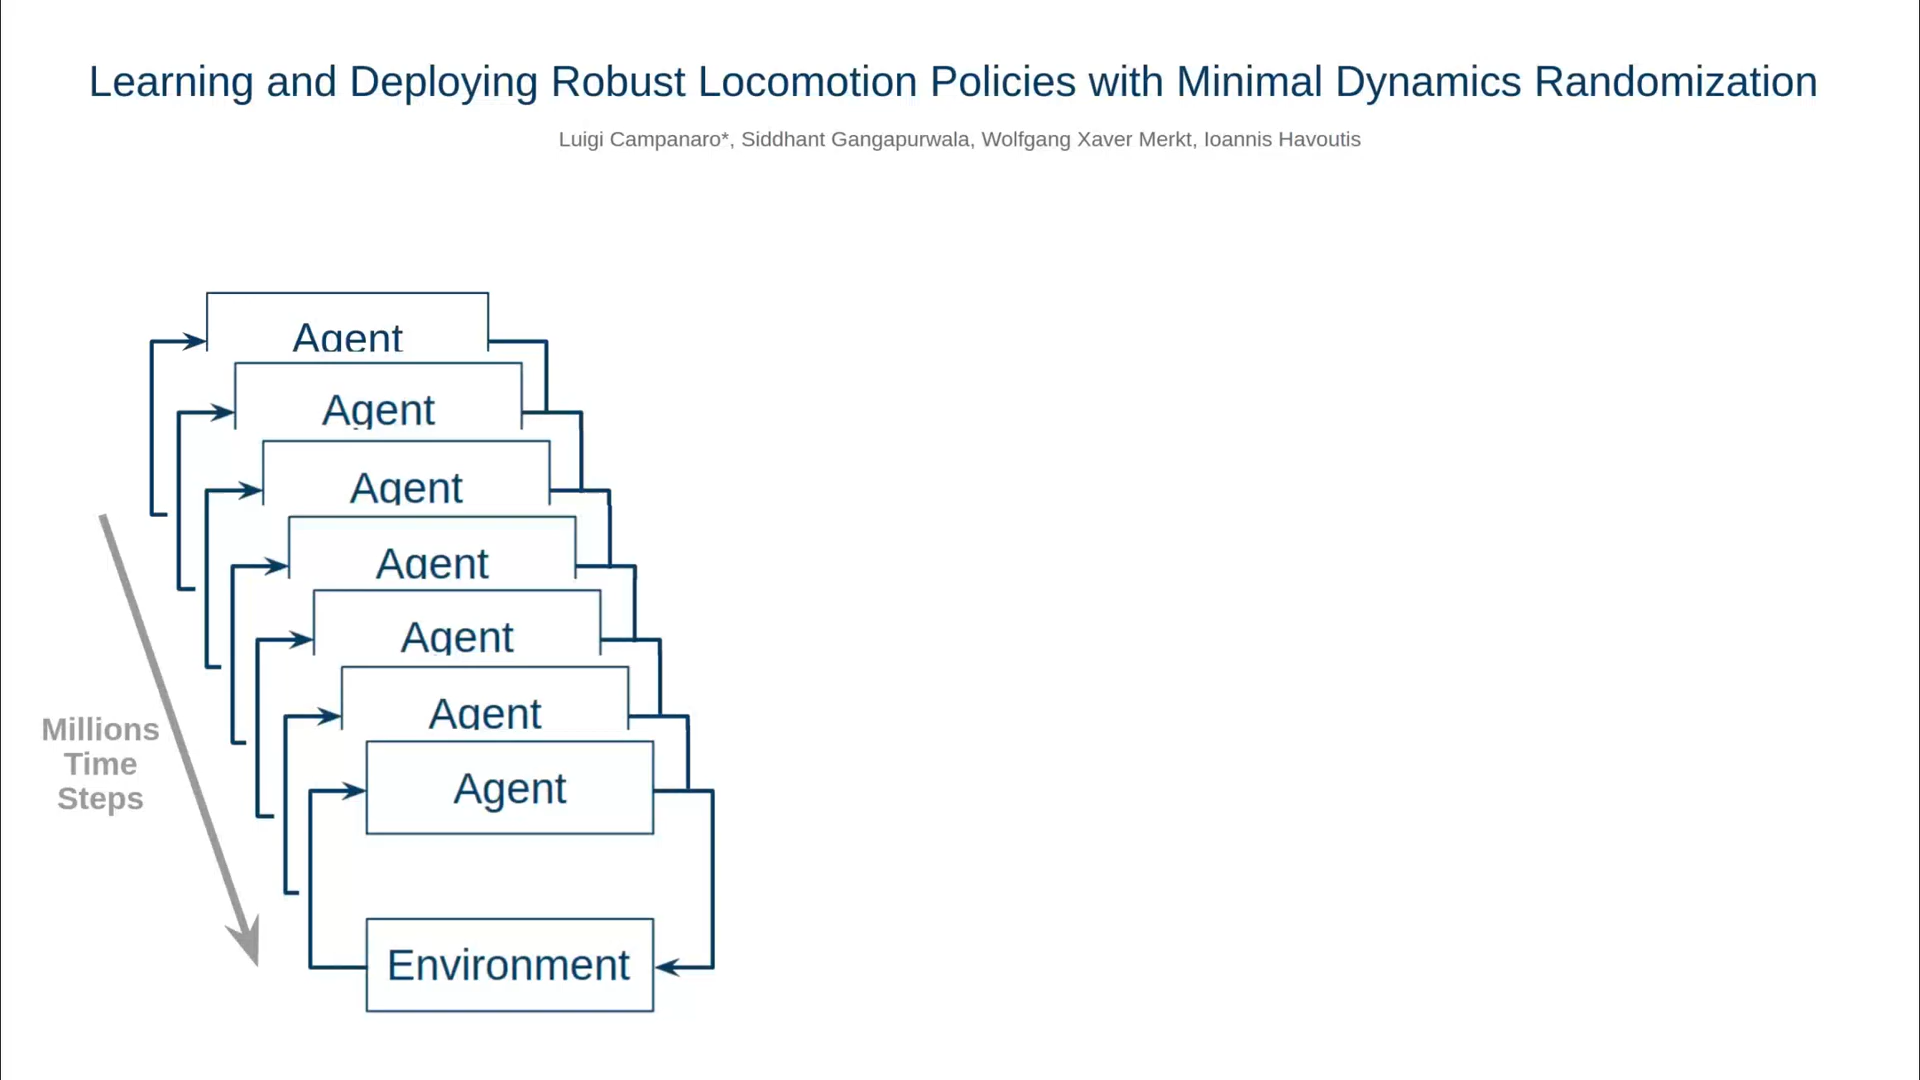 Learning and Deploying Robust Locomotion Policies with Minimal Dynamics Randomization
Luigi Campanaro*, Siddhant Gangapurwala, Wolfgang Xaver Merkt, Ioannis Havoutis
Agent
Agent
Agent
Agent
Agent
Agent
Agent
Millions
Time
Steps
Environment